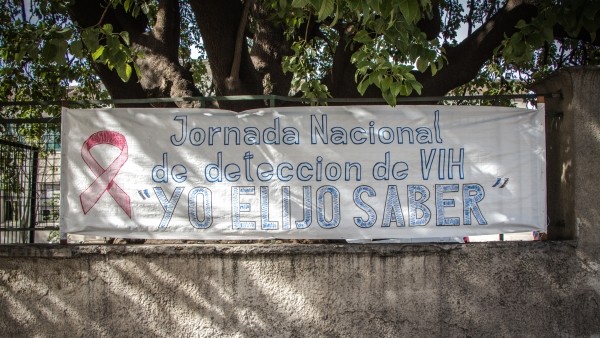 Jornada Nacional
de deteccion de VIH
"YO ELIJO SABER"